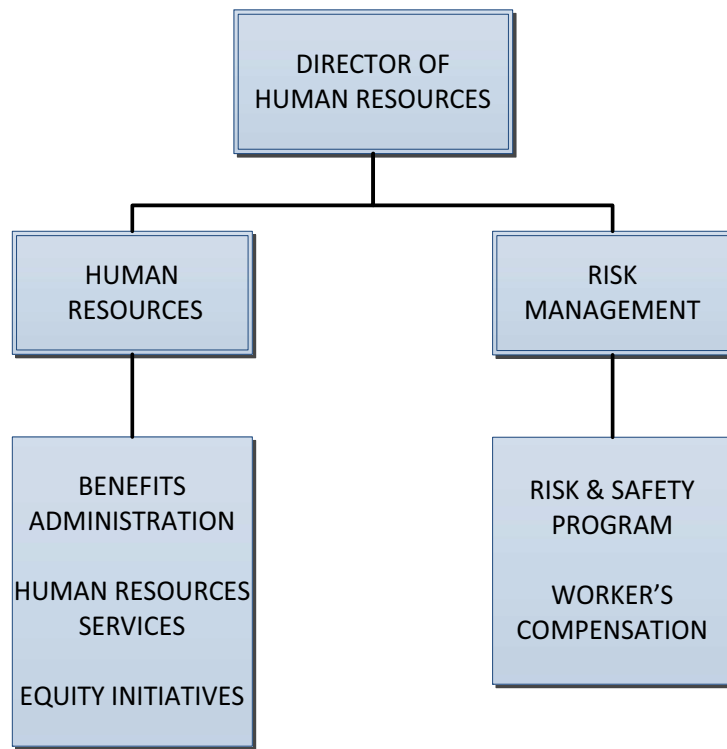 DIRECTOR OF
HUMAN RESOURCES
HUMAN
RESOURCES
RISK
MANAGEMENT
BENEFITS
ADMINISTRATION
HUMAN RESOURCES
SERVICES
EQUITY INITIATIVES
RISK & SAFETY
PROGRAM
WORKER’S
COMPENSATION